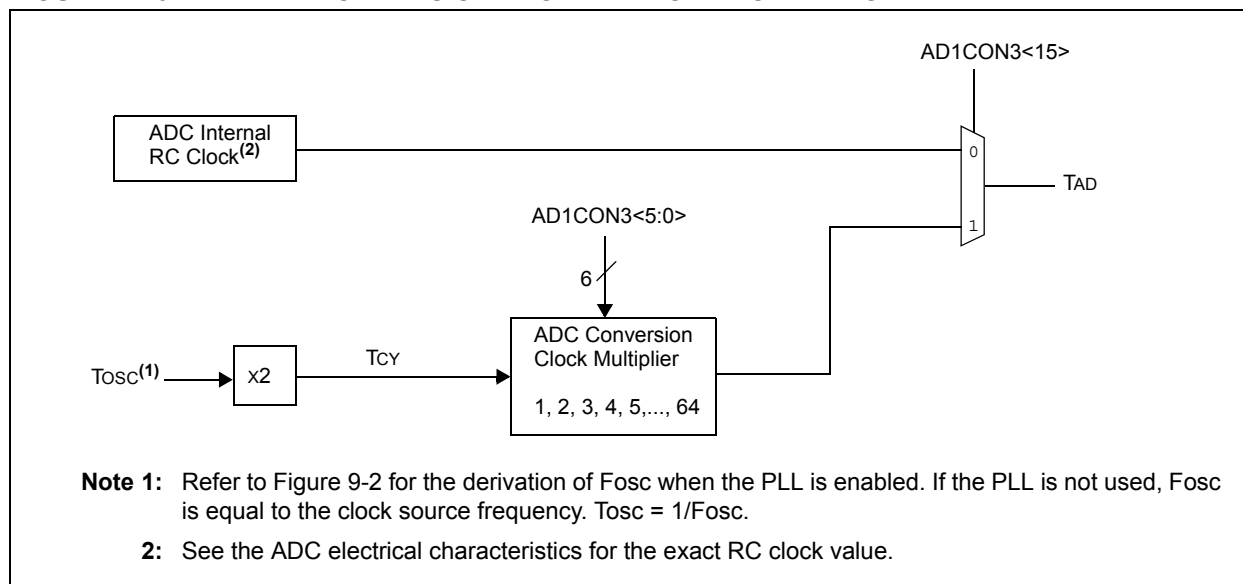 AD1CON3<15>
ADC Internal
RC Clock(2)
0
TAD
AD1CON3<5:0>
1
6
ADC Conversion
Clock Multiplier
TOSC(1)
X2
TCY
1, 2, 3, 4, 5,..., 64
Note 1: Refer to Figure 9-2 for the derivation of Fosc when the PLL is enabled. If the PLL is not used, Fosc
is equal to the clock source frequency. Tosc = 1/Fosc.
2: See the ADC electrical characteristics for the exact RC clock value.